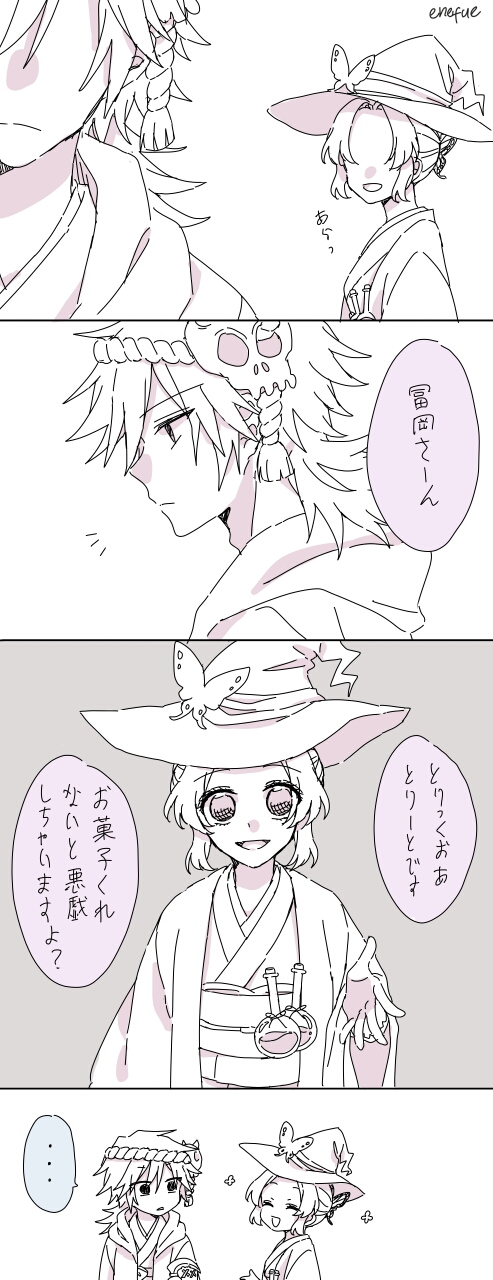 enefue
あらっ
冨岡さーん
とりっくおあ
とりーとです
お菓子くれ
ないと悪戯
しちゃいますよ？
・・・